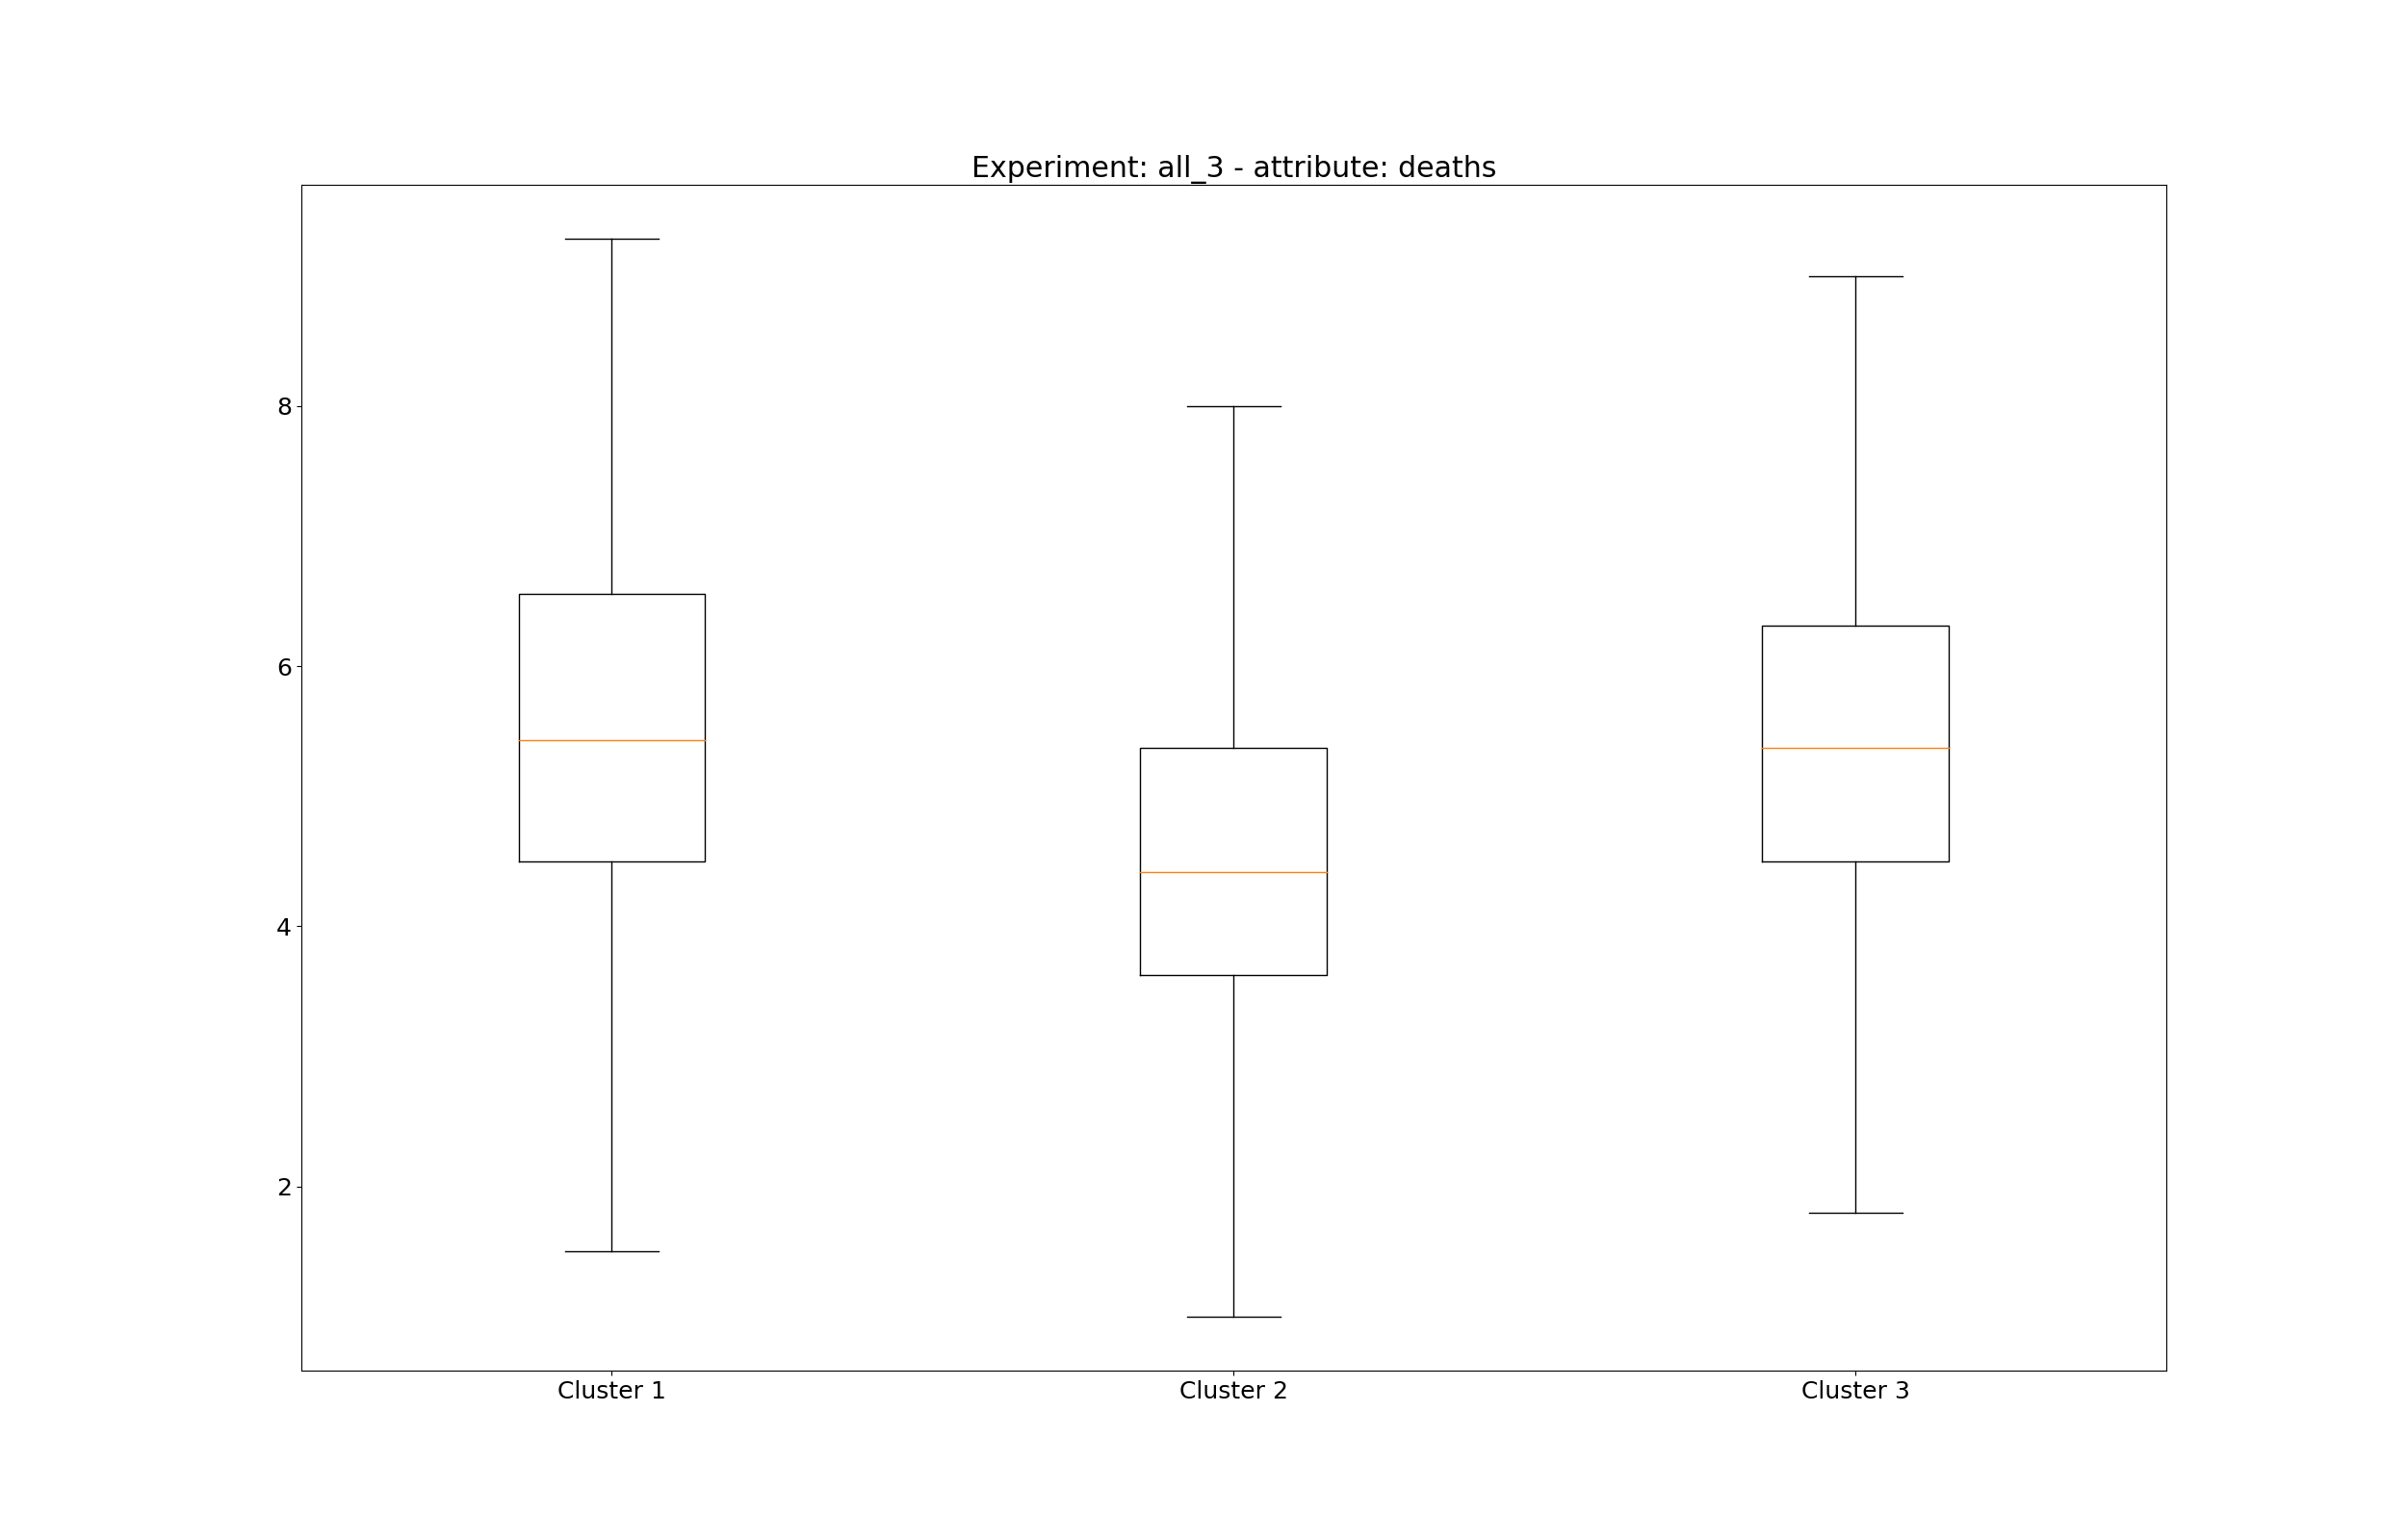 Experiment: all_3 - attribute: deaths
8
6
4
2
Cluster 1
Cluster 2
Cluster 3